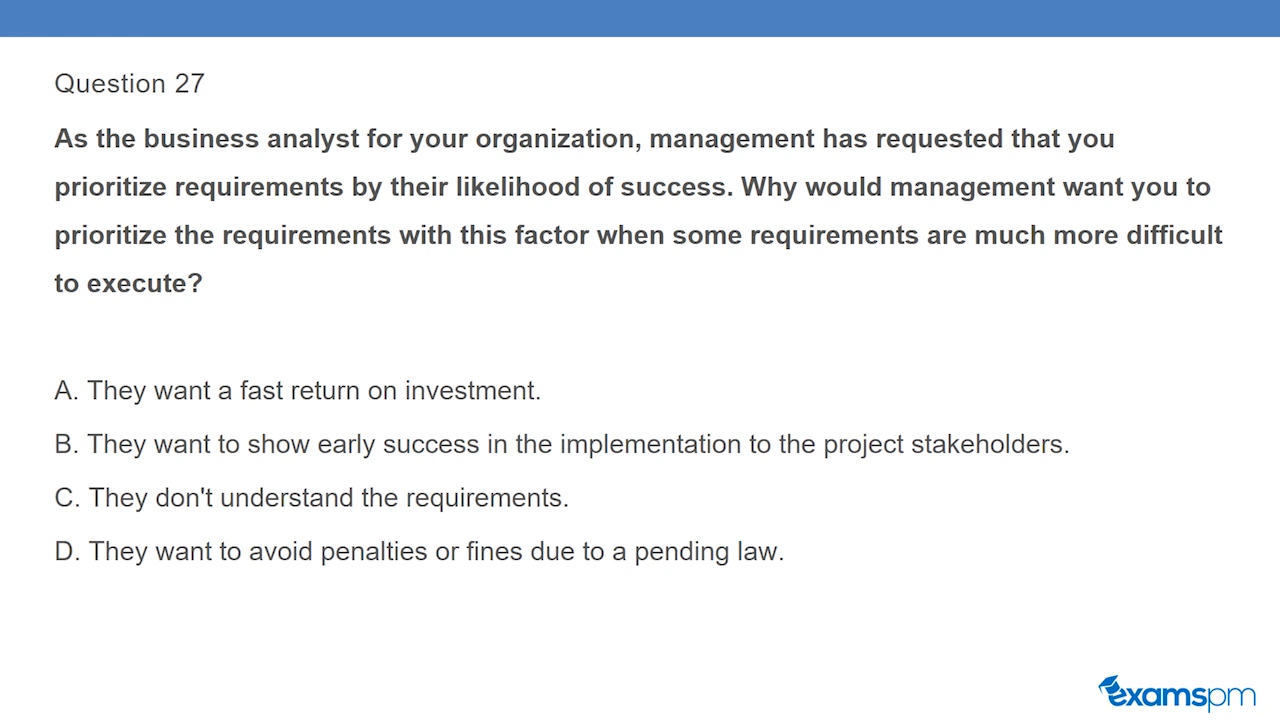 Question 27
As the business analyst for your organization, management has requested that you
prioritize requirements by their likelihood of success. Why would management want you to
prioritize the requirements with this factor when some requirements are much more difficult
to execute?
A. They want a fast return on investment.
B. They want to show early success in the implementation to the project stakeholders.
C. They don't understand the requirements.
D. They want to avoid penalties or fines due to a pending law.
examspm